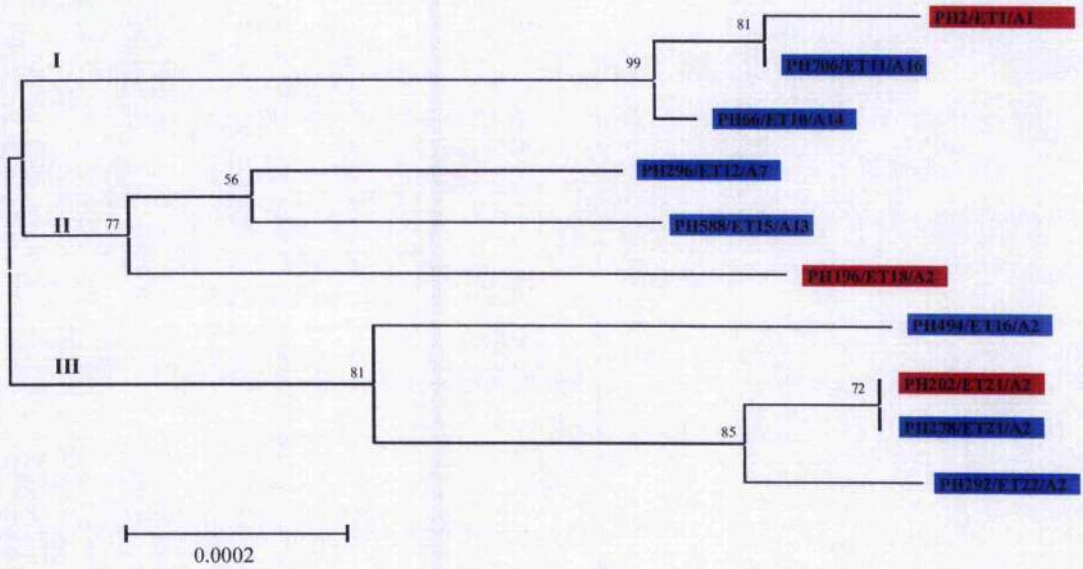 81
PH2/ET1/A1
I
99
PH706/ET11/A16
PH66/ET10/A14
56
PH296/ET12/A7
II
77
PH588/ET15/A13
PH196/ET18/A2
PH494/ET16/A2
III
81
72
PH202/ET21/A2
85
PH278/ET21/A2
PH292/ET22/A2
0.0002